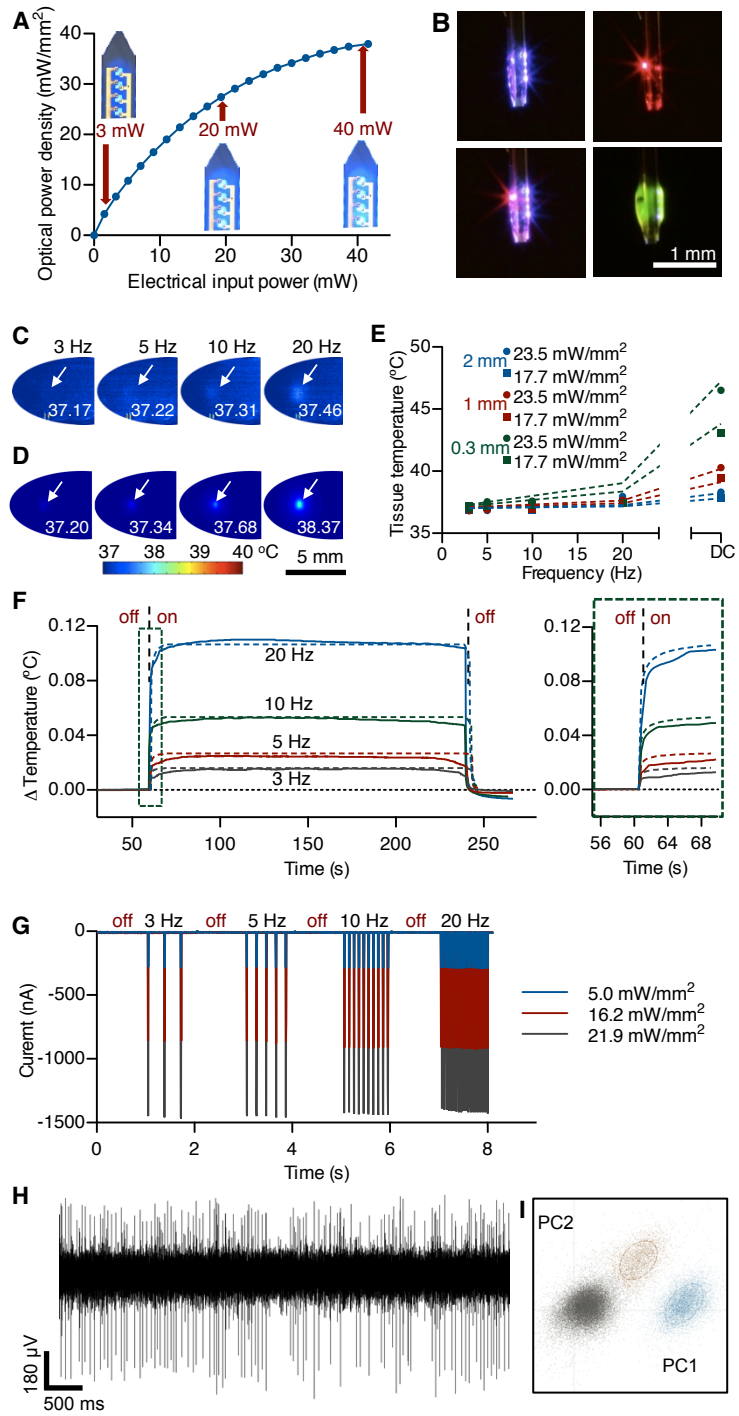 A
Optical power density (mW/mm2)
40
30
20
10
0
3 mW
20 mW
40 mW
0 10 20 30 40
Electrical input power (mW)
B
1 mm
C
3 Hz 5 Hz 10 Hz 20 Hz
37.17 37.22 37.31 37.46
D
37.20 37.34 37.68 38.37
37 38 39 40 ºC
5 mm
E
Tissue temperature (ºC)
50
45
40
35
2 mm 23.5 mW/mm2
17.7 mW/mm2
1 mm 23.5 mW/mm2
17.7 mW/mm2
0.3 mm 23.5 mW/mm2
17.7 mW/mm2
0 5 10 15 20 DC
Frequency (Hz)
F
Δ Temperature (ºC)
0.12
0.08
0.04
0.00
off on off
20 Hz
10 Hz
5 Hz
3 Hz
50 100 150 200 250
Time (s)
off on
0.12
0.08
0.04
0.00
56 60 64 68
Time (s)
G
off 3 Hz off 5 Hz off 10 Hz off 20 Hz
Curemt (nA)
0
-500
-1000
-1500
0 2 4 6 8
Time (s)
5.0 mW/mm2
16.2 mW/mm2
21.9 mW/mm2
H
180 µV
500 ms
I
PC2
PC1